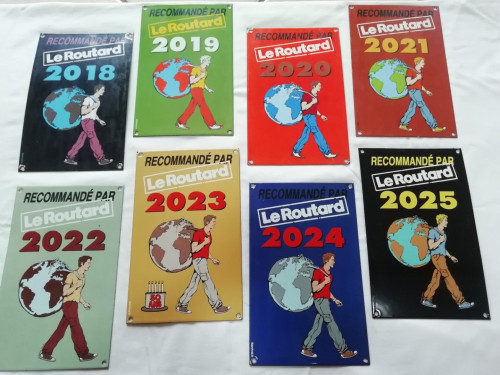 RECOMMANDÉ PAR
Le Routard
2018
RECOMMANDÉ PAR
Le Routard
2019
RECOMMANDÉ PAR
Le Routard
2020
RECOMMANDÉ PAR
Le Routard
2021
RECOMMANDÉ PAR
Le Routard
2022
RECOMMANDÉ PAR
Le Routard
2023
50 ANS
RECOMMANDÉ PAR
Le Routard
2024
RECOMMANDÉ PAR
Le Routard
2025